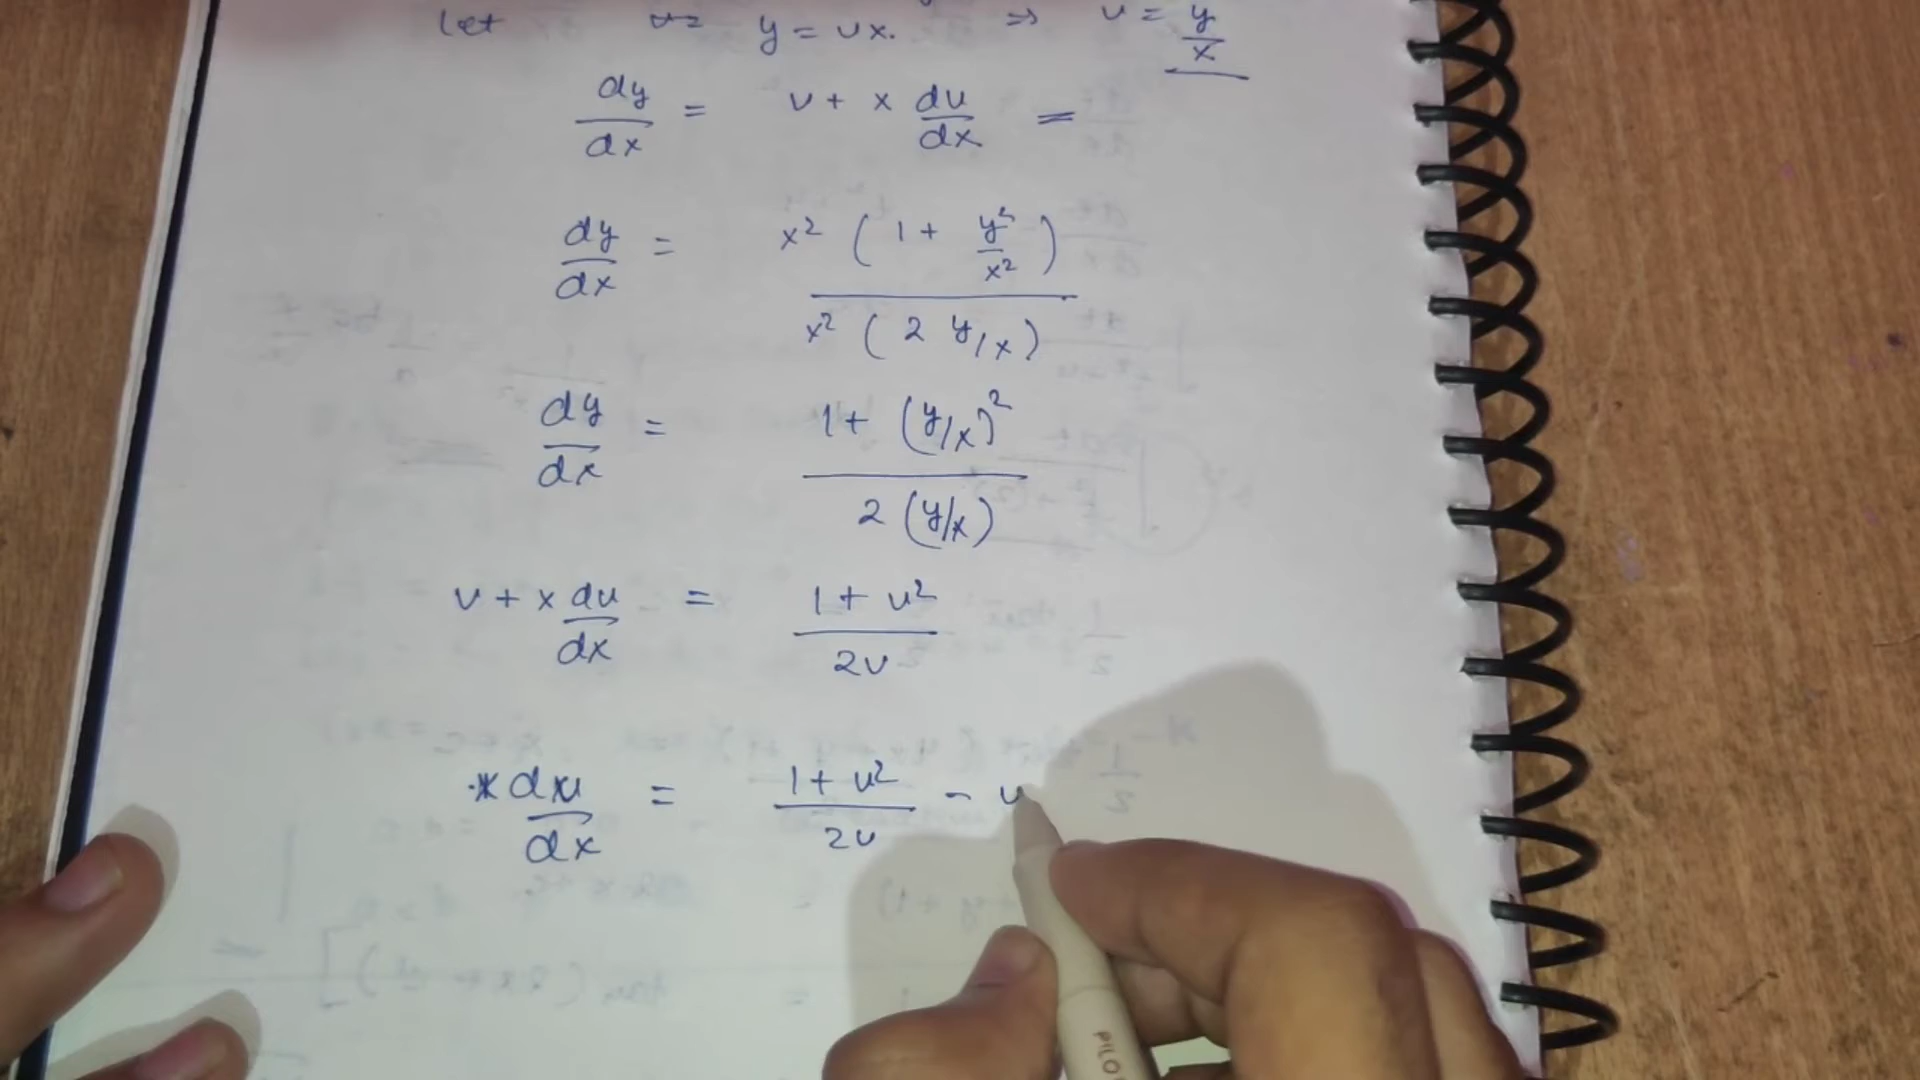 Let y = vx. ⇒ v = y/x
dy/dx = v + x dv/dx =
dy/dx = x² ( 1 + y²/x² ) / x² ( 2 y/x )
dy/dx = 1 + (y/x)² / 2 (y/x)
v + x dv/dx = 1 + v² / 2v
x dv/dx = 1 + v² / 2v - v
PILO